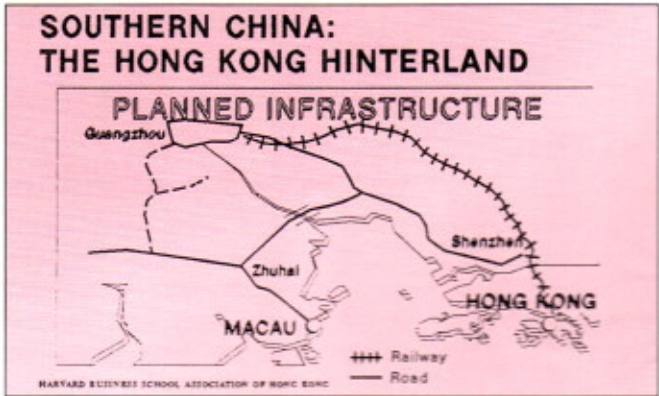 SOUTHERN CHINA:
THE HONG KONG HINTERLAND
PLANNED INFRASTRUCTURE
Guangzhou
Shenzhen
Zhuhai
HONG KONG
MACAU
Railway
Road
HARVARD BUSINESS SCHOOL ASSOCIATION OF HONG KONG